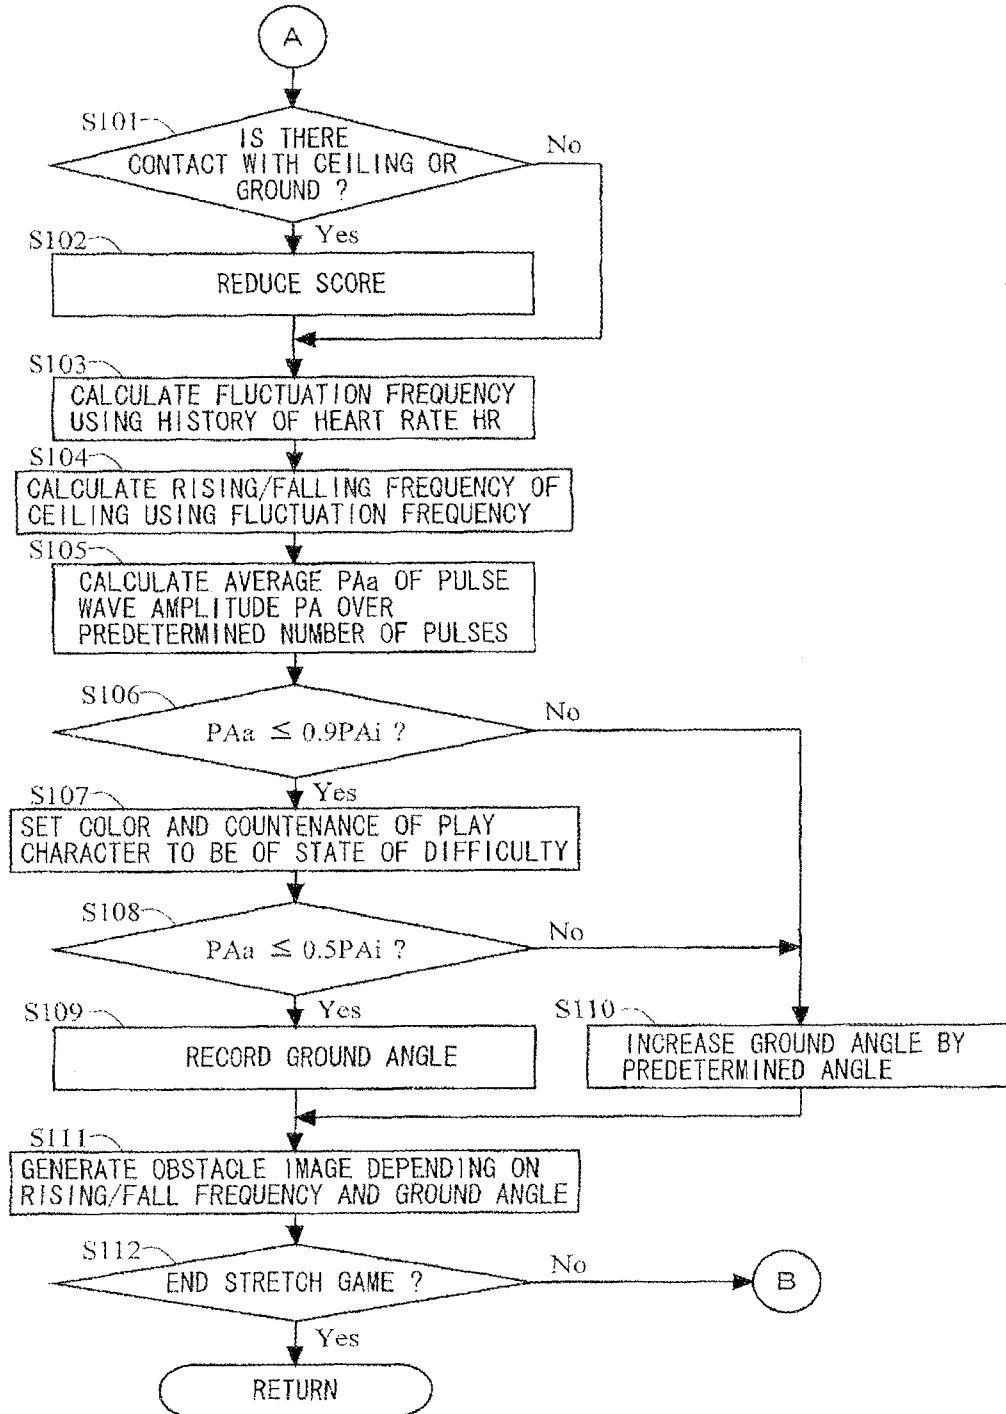 A
S101
IS THERE
CONTACT WITH CEILING OR
GROUND ?
No
Yes
S102
REDUCE SCORE
S103
CALCULATE FLUCTUATION FREQUENCY
USING HISTORY OF HEART RATE HR
S104
CALCULATE RISING/FALLING FREQUENCY OF
CEILING USING FLUCTUATION FREQUENCY
S105
CALCULATE AVERAGE PAa OF PULSE
WAVE AMPLITUDE PA OVER
PREDETERMINED NUMBER OF PULSES
S106
PAa ≦ 0.9PAi ?
No
Yes
S107
SET COLOR AND COUNTENANCE OF PLAY
CHARACTER TO BE OF STATE OF DIFFICULTY
S108
PAa ≦ 0.5PAi ?
No
Yes
S109
RECORD GROUND ANGLE
S110
INCREASE GROUND ANGLE BY
PREDETERMINED ANGLE
S111
GENERATE OBSTACLE IMAGE DEPENDING ON
RISING/FALL FREQUENCY AND GROUND ANGLE
S112
END STRETCH GAME ?
No
B
Yes
RETURN